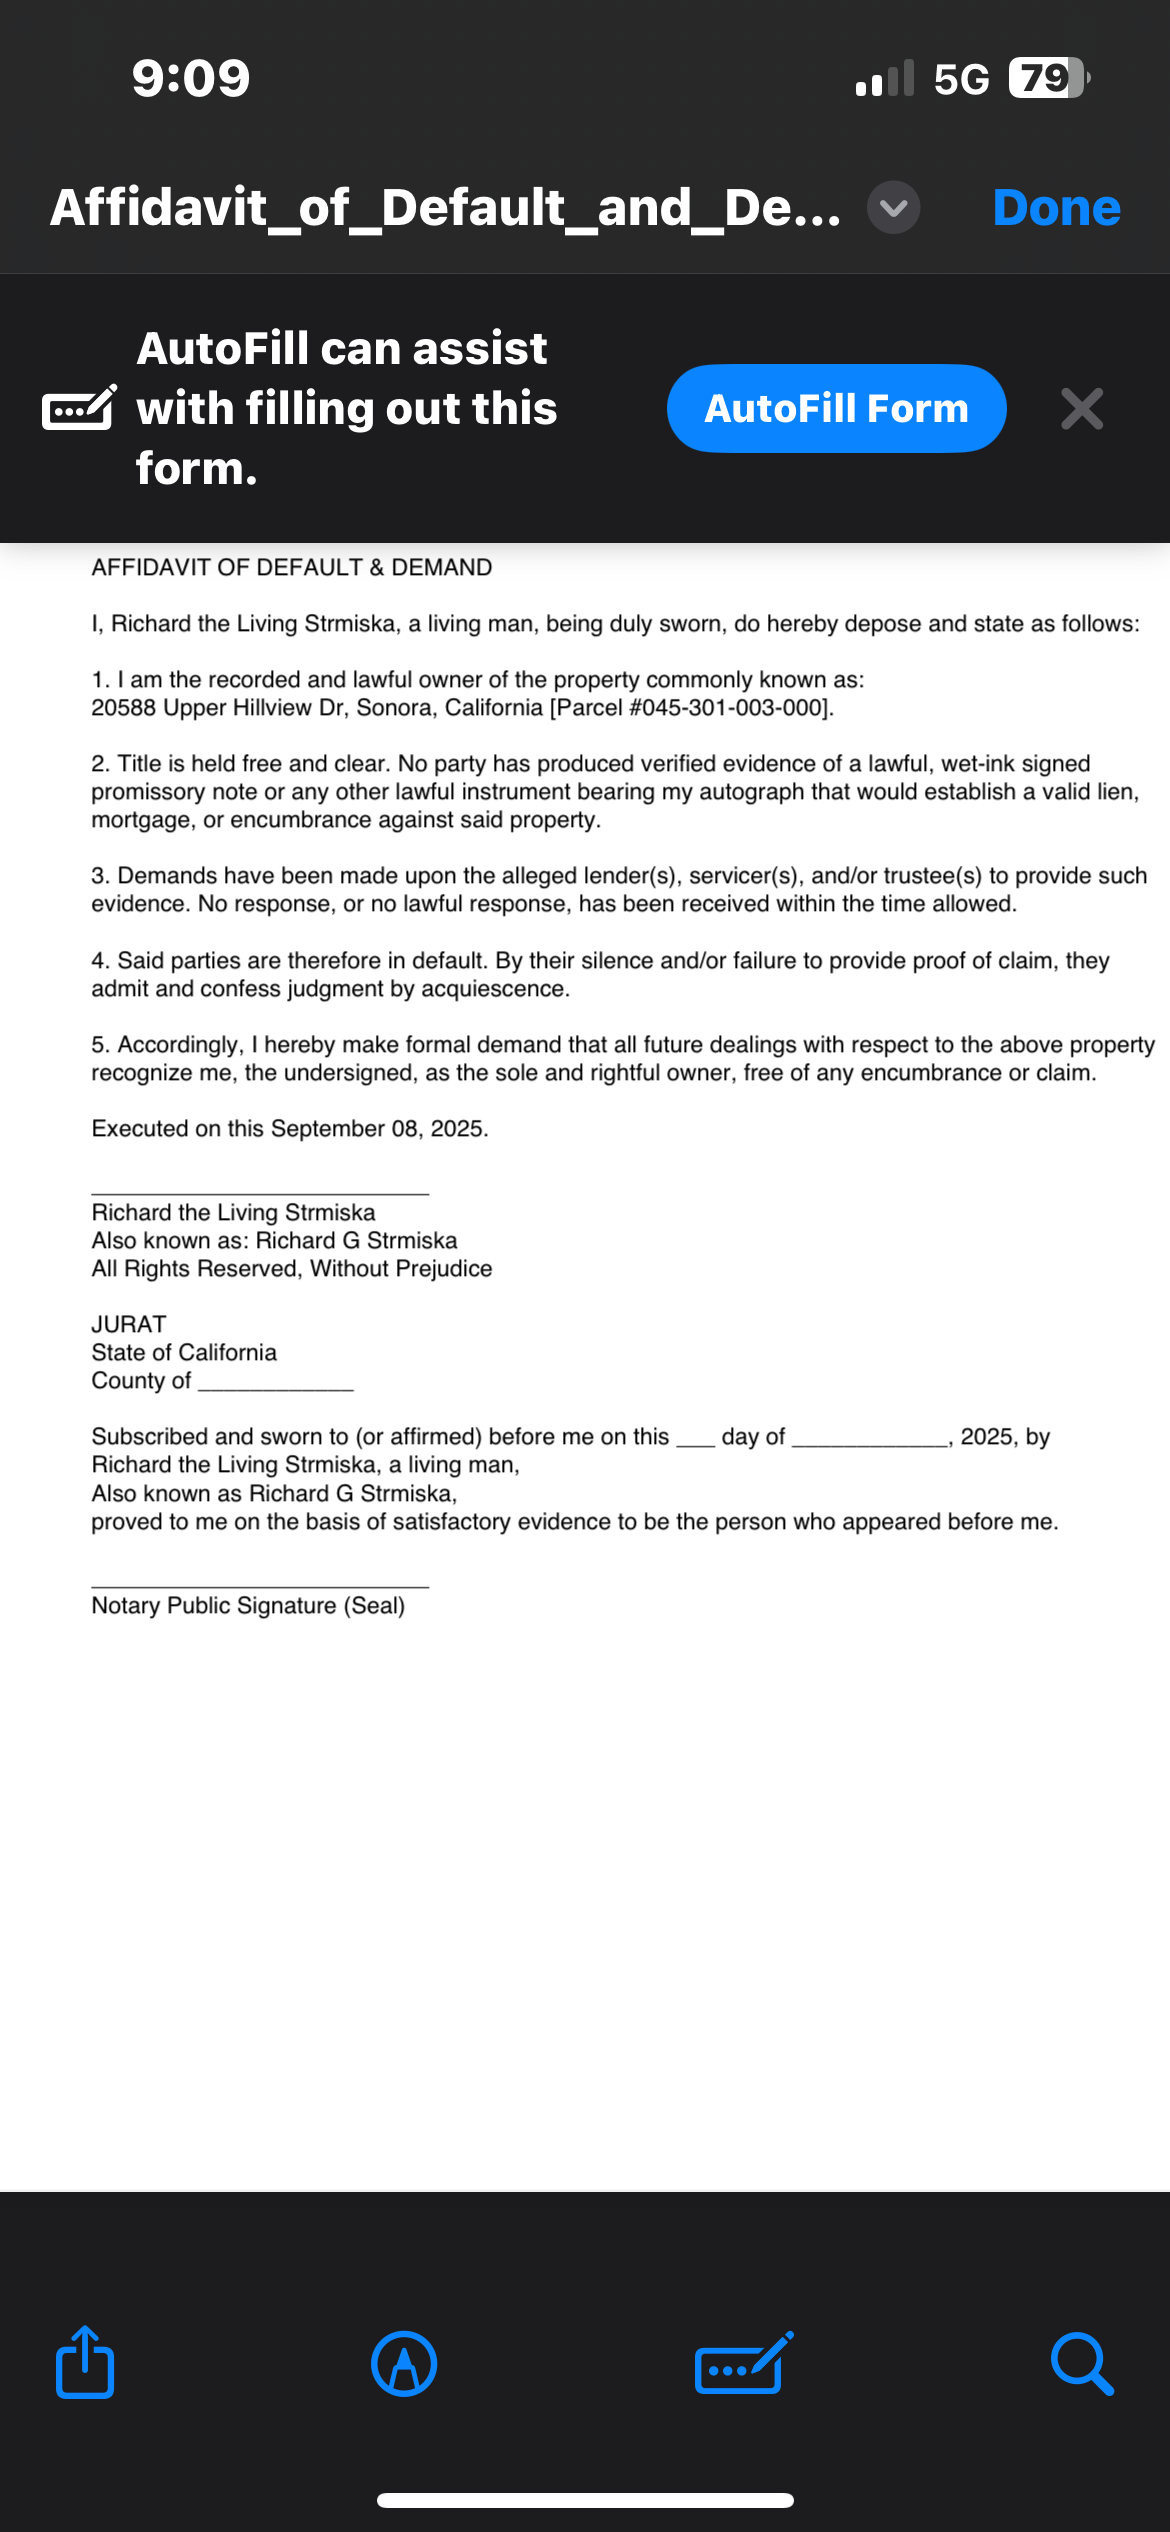 9:09
5G 79
Affidavit_of_Default_and_De...
Done
AutoFill can assist
with filling out this
form.
AutoFill Form
AFFIDAVIT OF DEFAULT & DEMAND
I, Richard the Living Strmiska, a living man, being duly sworn, do hereby depose and state as follows:
1. I am the recorded and lawful owner of the property commonly known as:
20588 Upper Hillview Dr, Sonora, California [Parcel #045-301-003-000].
2. Title is held free and clear. No party has produced verified evidence of a lawful, wet-ink signed
promissory note or any other lawful instrument bearing my autograph that would establish a valid lien,
mortgage, or encumbrance against said property.
3. Demands have been made upon the alleged lender(s), servicer(s), and/or trustee(s) to provide such
evidence. No response, or no lawful response, has been received within the time allowed.
4. Said parties are therefore in default. By their silence and/or failure to provide proof of claim, they
admit and confess judgment by acquiescence.
5. Accordingly, I hereby make formal demand that all future dealings with respect to the above property
recognize me, the undersigned, as the sole and rightful owner, free of any encumbrance or claim.
Executed on this September 08, 2025.
__________________________
Richard the Living Strmiska
Also known as: Richard G Strmiska
All Rights Reserved, Without Prejudice
JURAT
State of California
County of ____________
Subscribed and sworn to (or affirmed) before me on this ___ day of ____________, 2025, by
Richard the Living Strmiska, a living man,
Also known as Richard G Strmiska,
proved to me on the basis of satisfactory evidence to be the person who appeared before me.
__________________________
Notary Public Signature (Seal)